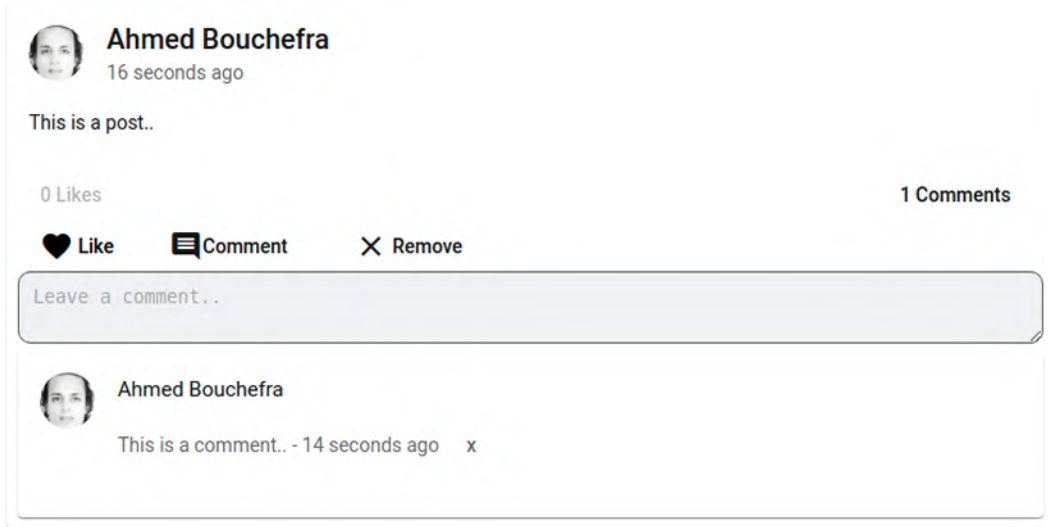 Ahmed Bouchefra
16 seconds ago
This is a post..
0 Likes 1 Comments
Like Comment Remove
Leave a comment..
Ahmed Bouchefra
This is a comment.. - 14 seconds ago x